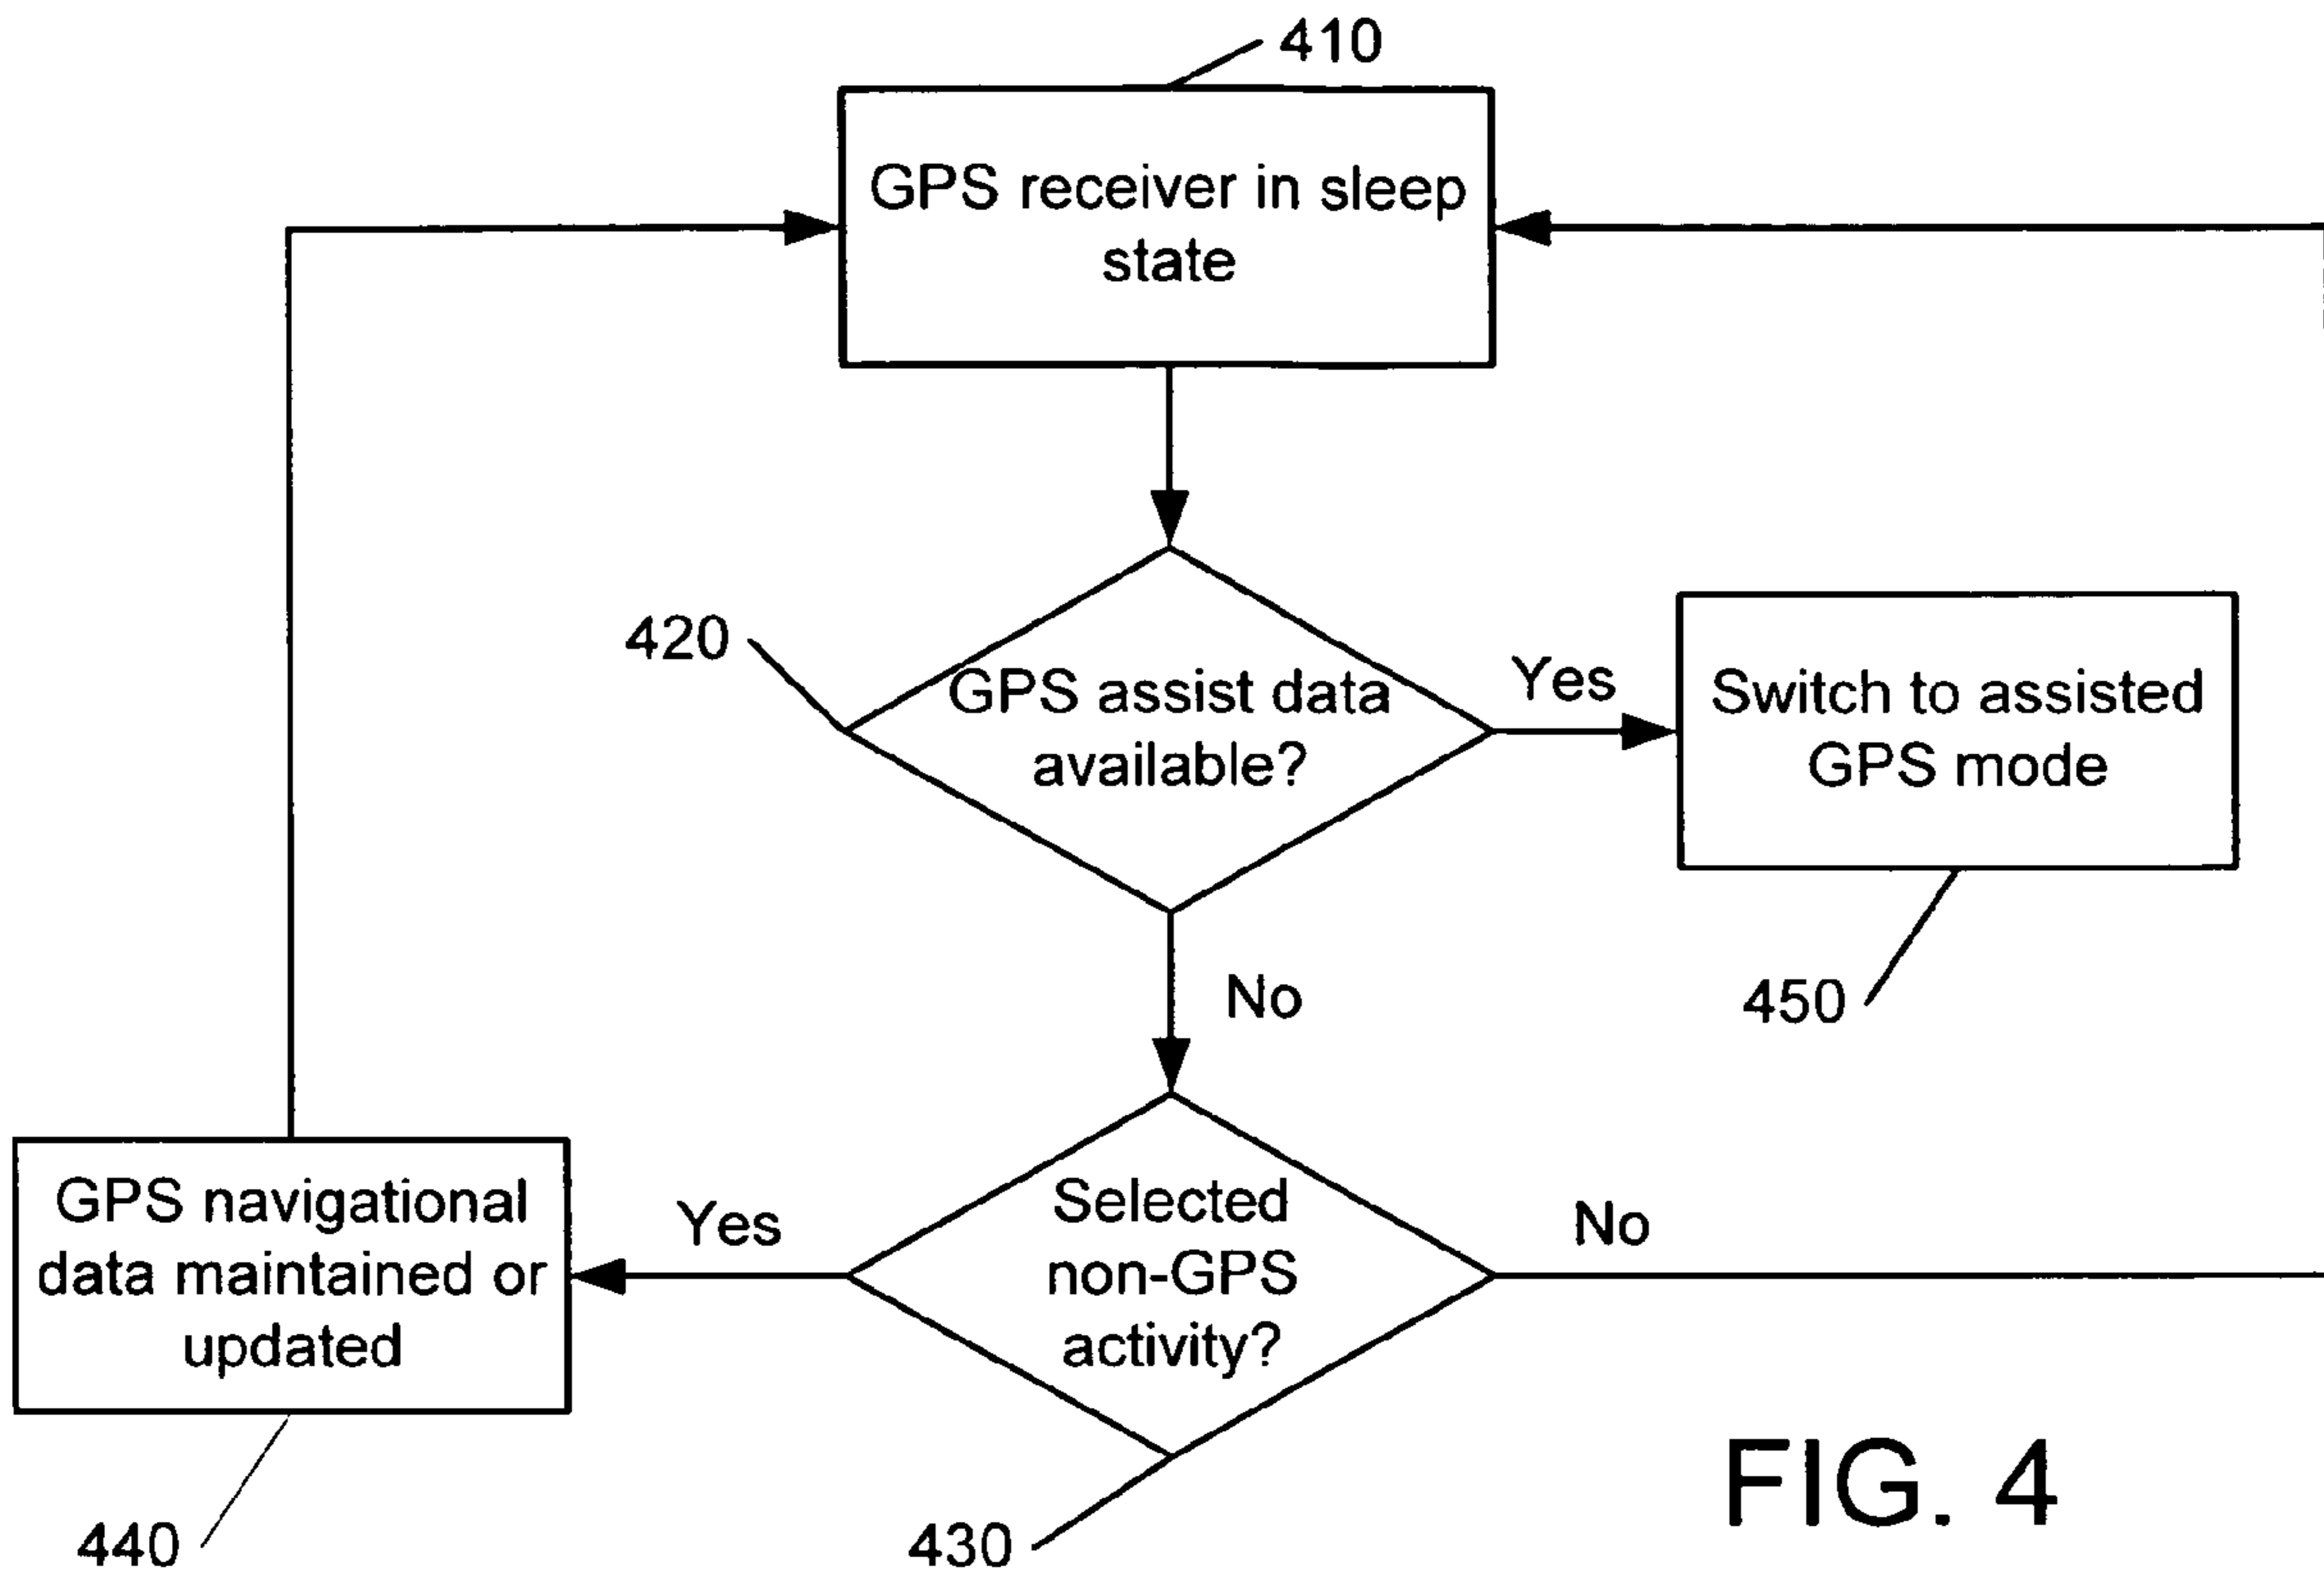 410
GPS receiver in sleep
state
420
GPS assist data
available?
Yes
Switch to assisted
GPS mode
450
No
Selected
non-GPS
activity?
Yes
No
GPS navigational
data maintained or
updated
440
430
FIG. 4